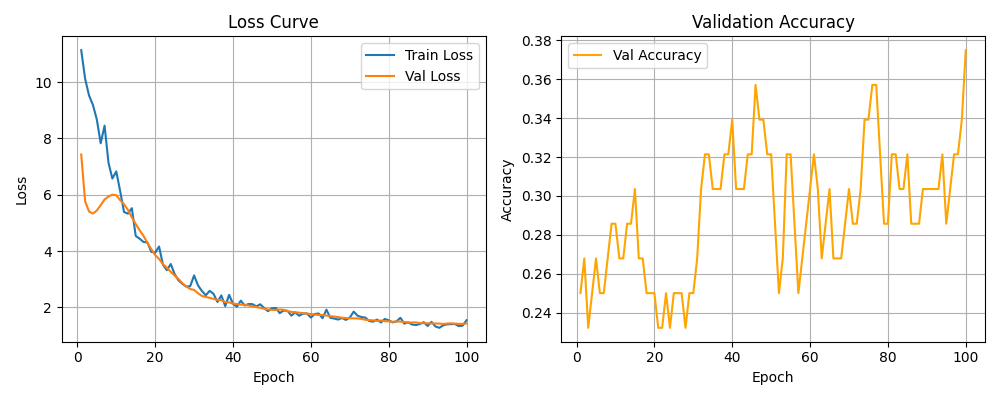 Loss Curve
Train Loss
Val Loss
Loss
10
8
6
4
2
0
20
40
60
80
100
Epoch
Validation Accuracy
Val Accuracy
Accuracy
0.38
0.36
0.34
0.32
0.30
0.28
0.26
0.24
0
20
40
60
80
100
Epoch